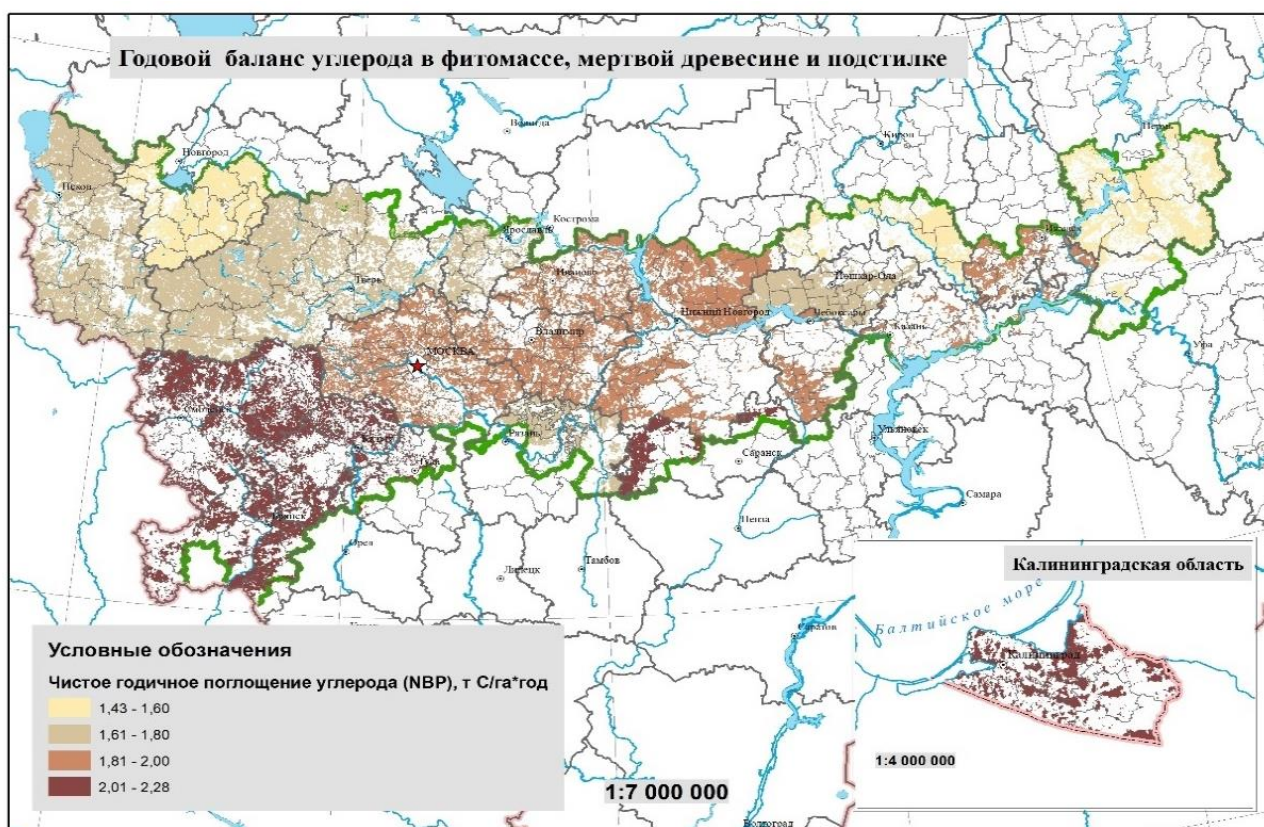 Годовой баланс углерода в фитомассе, мертвой древесине и подстилке
Вологда
Новгород
Киров
Пермь
Псков
Кострома
Ярославль
Ижевск
Иваново
Йошкар-Ола
Тверь
Нижний Новгород
Чебоксары
Владимир
Казань
МОСКВА
Уфа
Смоленск
Рязань
Ульяновск
Саранск
Самара
Брянск
Пенза
Орел
Липецк
Тамбов
Саратов
Волгоград
Калининградская область
Балтийское море
Калининград
1:4 000 000
Условные обозначения
Чистое годичное поглощение углерода (NBP), т С/га*год
1,43 - 1,60
1,61 - 1,80
1,81 - 2,00
2,01 - 2,28
1:7 000 000